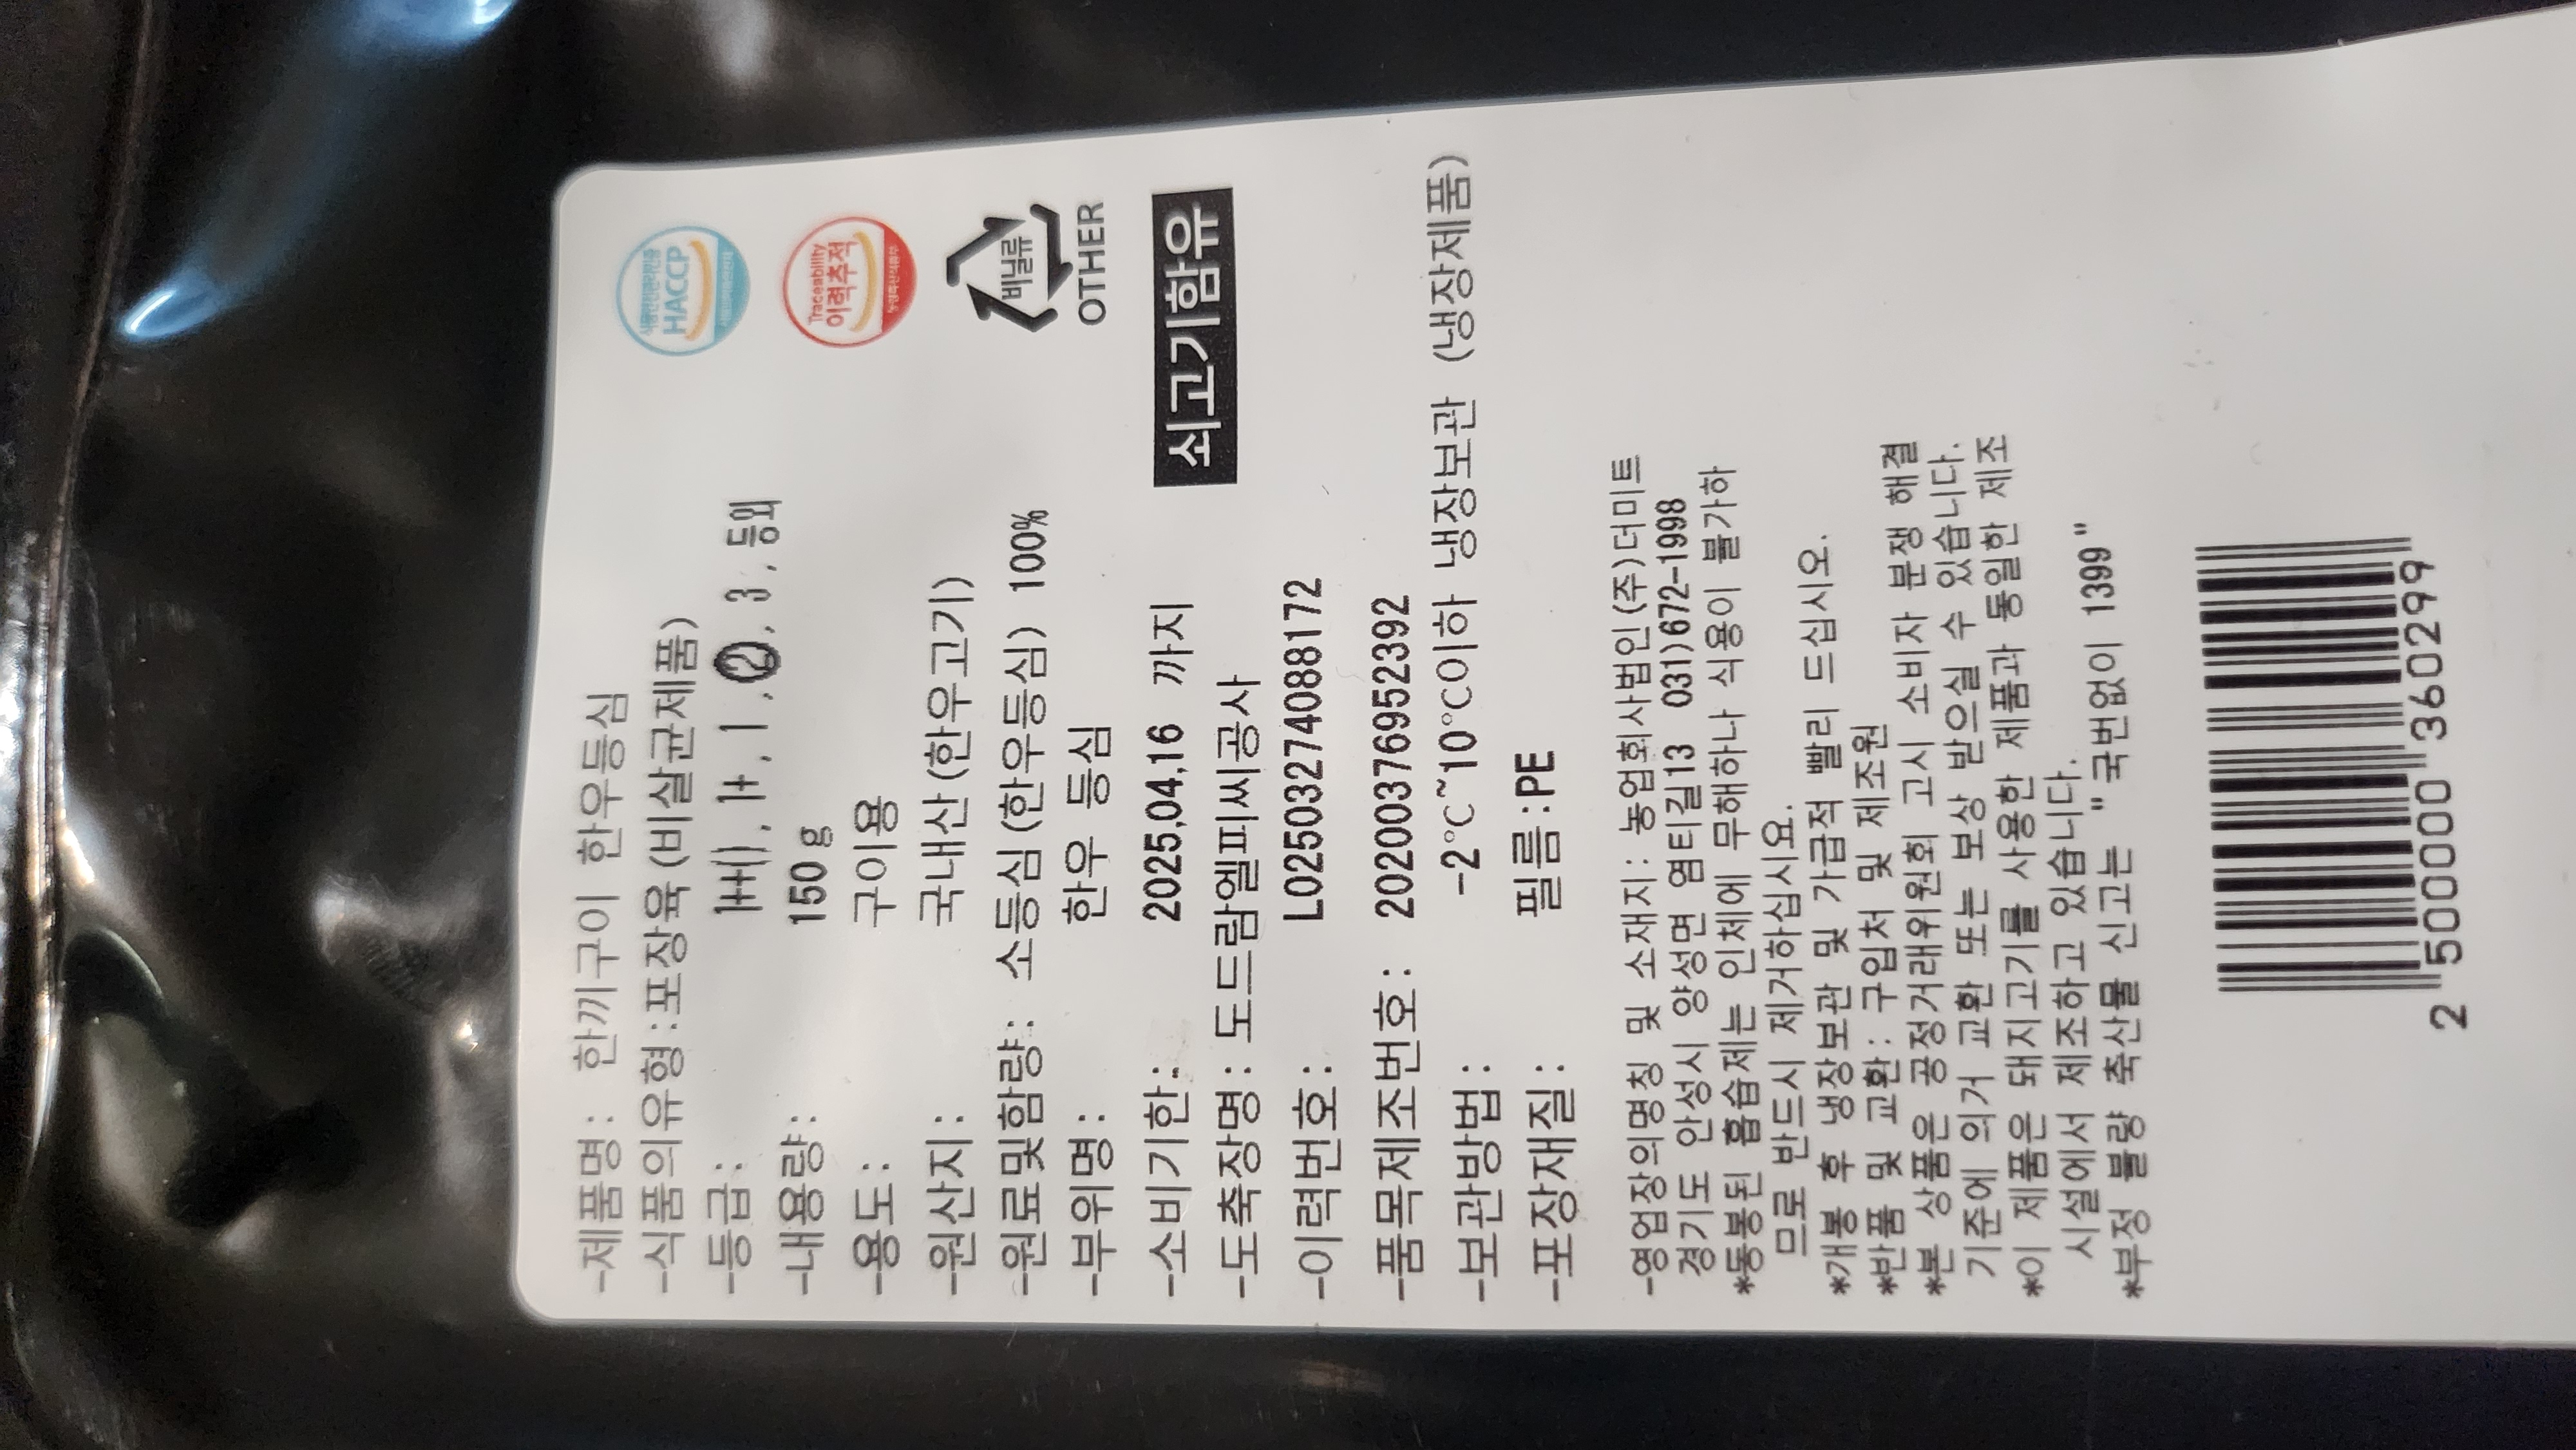 -제품명: 한끼구이 한우등심
-식품의유형:포장육(비살균제품)
-등급: 1++(), 1+, 1, 2, 3, 등외
-내용량: 150g
-용도: 구이용
-원산지: 국내산(한우고기)
-원료및함량: 소등심(한우등심) 100%
-부위명: 한우 등심
-소비기한: 2025.04.16 까지
-도축장명: 도드람엘피씨공사
-이력번호: L02503274088172
-품목제조번호: 2020037695 2392
-보관방법: -2℃~10℃이하 냉장보관 (냉장제품)
-포장재질: 필름:PE
HACCP
Traceability
이력추적
비닐류
OTHER
쇠고기함유
-영업장의명칭 및 소재지: 농업회사법인(주)더미트
경기도 안성시 양성면 염티길13 031)672-1998
*동봉된 흡습제는 인체에 무해하나 식용이 불가하
므로 반드시 제거하십시요.
*개봉 후 냉장보관 및 가급적 빨리 드십시오.
*반품 및 교환: 구입처 및 제조원
*본 상품은 공정거래위원회 고시 소비자 분쟁 해결
기준에 의거 교환 또는 보상 받으실 수 있습니다.
*이 제품은 돼지고기를 사용한 제품과 동일한 제조
시설에서 제조하고 있습니다.
*부정 불량 축산물 신고는 "국번없이 1399"
2 500000 360299